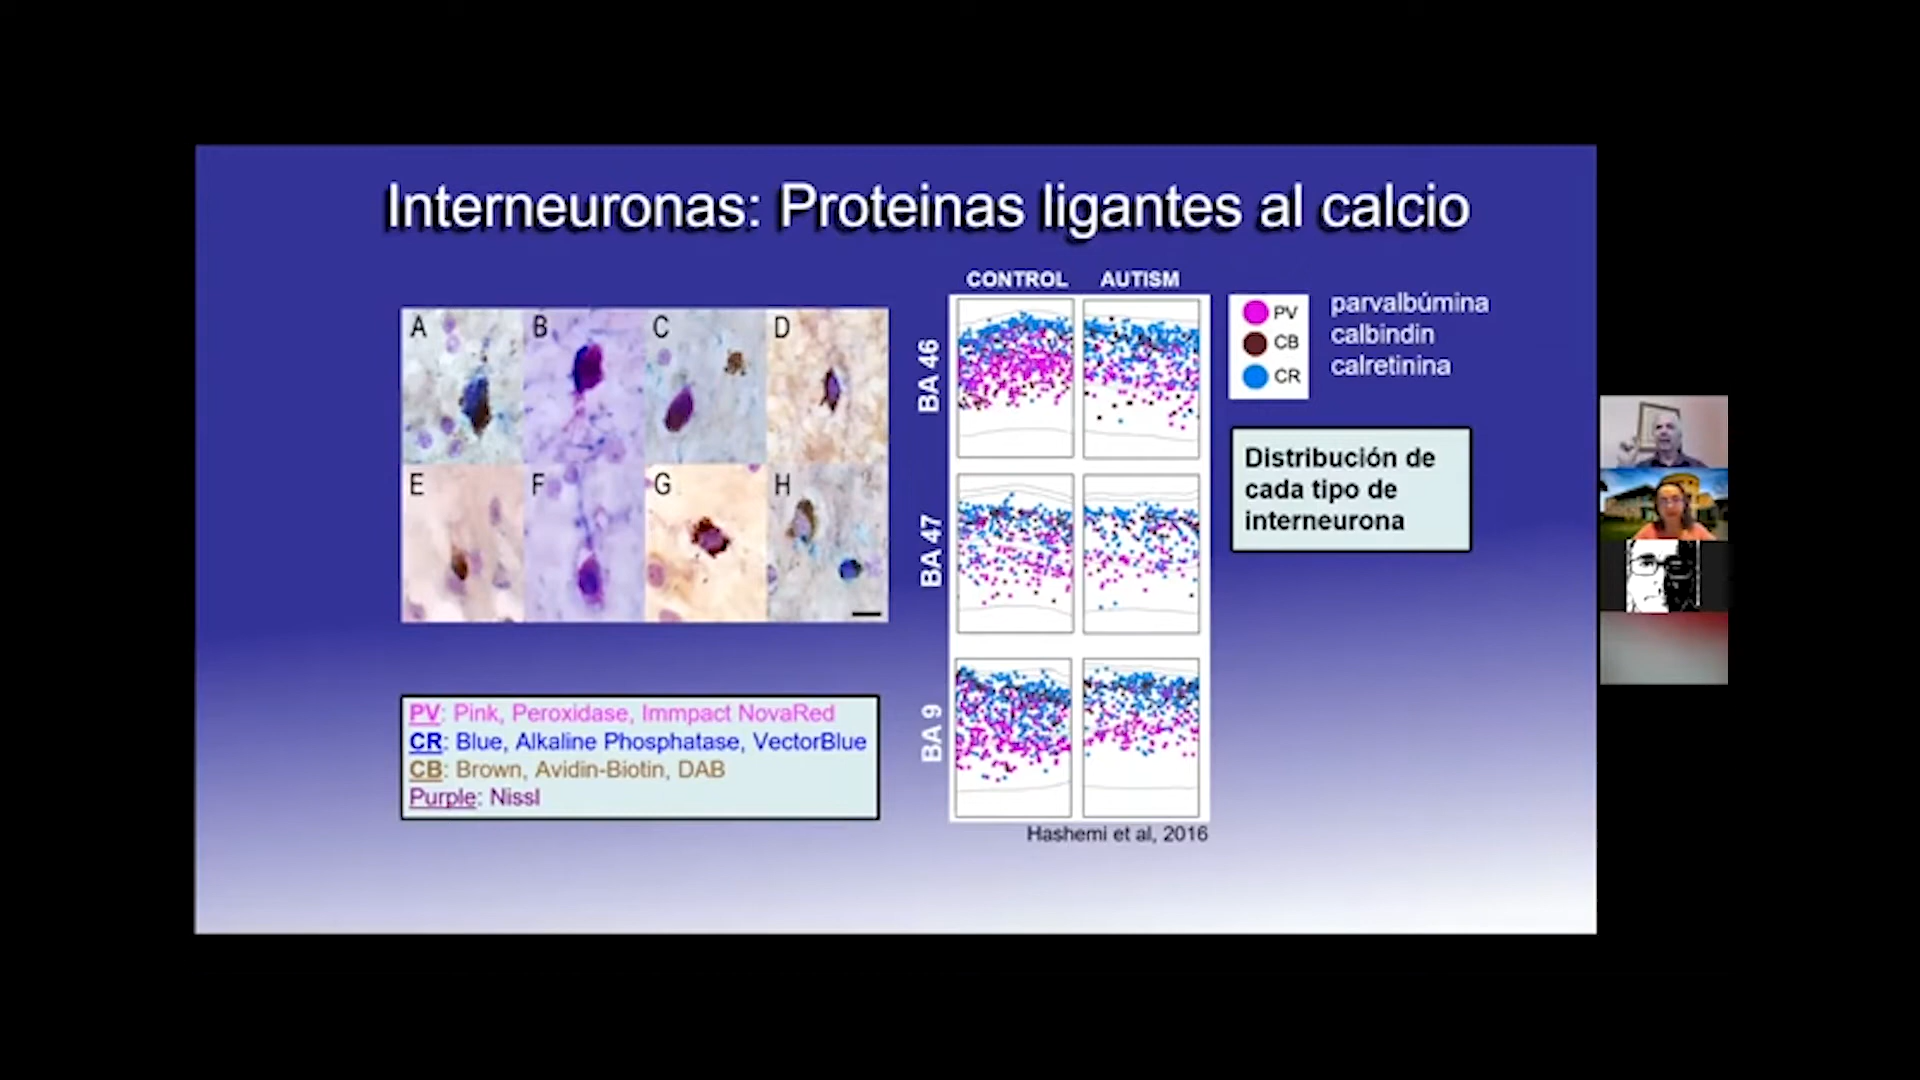 Interneuronas: Proteinas ligantes al calcio
A
B
C
D
E
F
G
H
PV: Pink, Peroxidase, Immpact NovaRed
CR: Blue, Alkaline Phosphatase, VectorBlue
CB: Brown, Avidin-Biotin, DAB
Purple: Nissl
CONTROL AUTISM
BA 46
BA 47
BA 9
Hashemi et al, 2016
PV
CB
CR
parvalbúmina
calbindin
calretinina
Distribución de
cada tipo de
interneurona